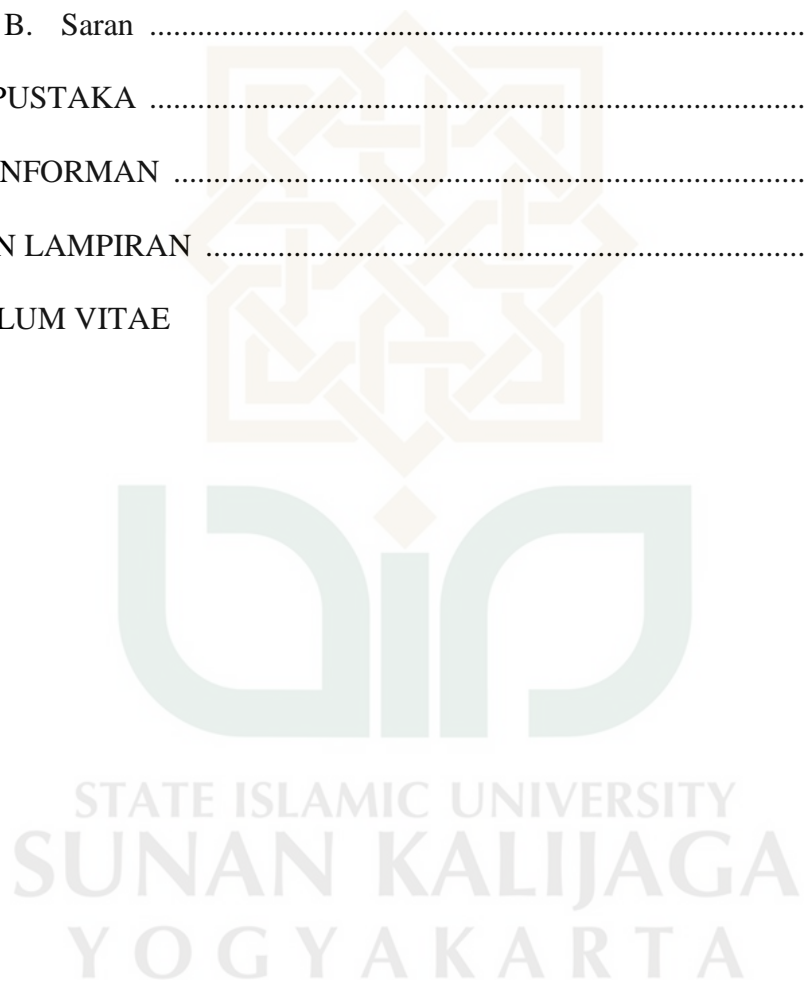 B. Saran ................................................................................
PUSTAKA ................................................................................
NFORMAN ................................................................................
N LAMPIRAN ...........................................................................
LUM VITAE
STATE ISLAMIC UNIVERSITY
SUNAN KALIJAGA
YOGYAKARTA